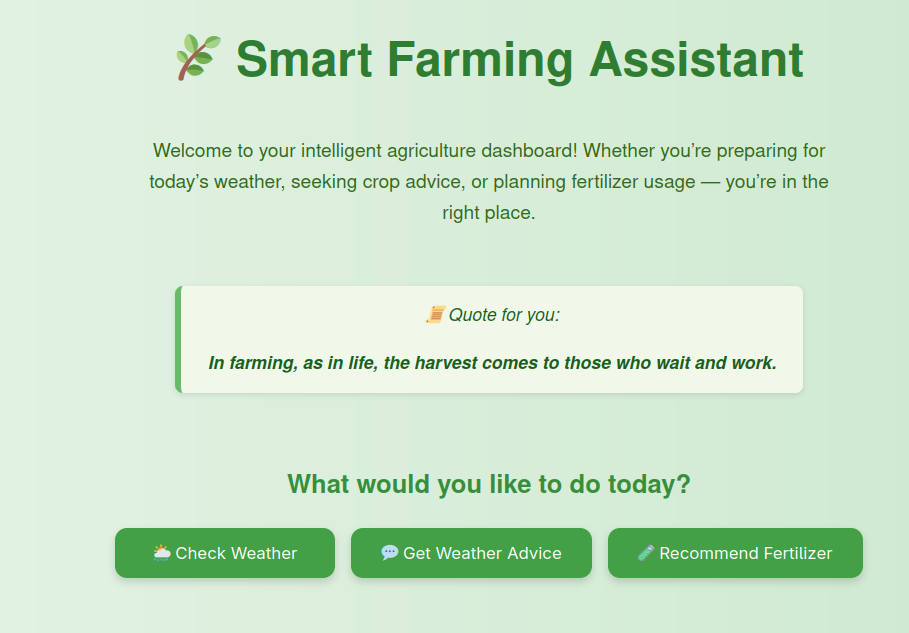 🌿 Smart Farming Assistant
Welcome to your intelligent agriculture dashboard! Whether you’re preparing for
today’s weather, seeking crop advice, or planning fertilizer usage — you’re in the
right place.
📜 Quote for you:
In farming, as in life, the harvest comes to those who wait and work.
What would you like to do today?
🌦️ Check Weather
💬 Get Weather Advice
🧪 Recommend Fertilizer